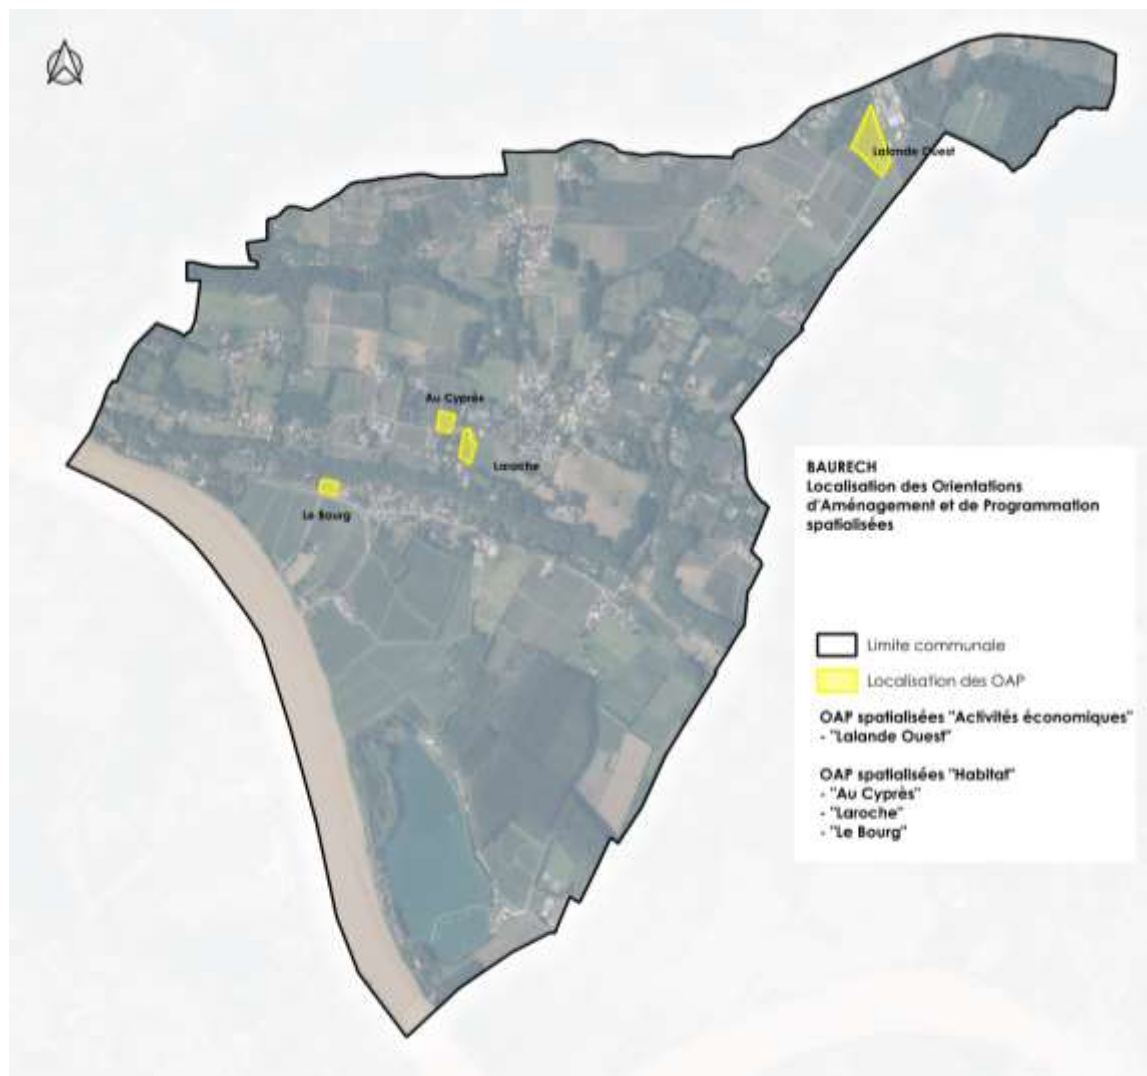 Lalande Ouest
Au Cyprès
Laroche
Le Bourg
BAURECH
Localisation des Orientations
d'Aménagement et de Programmation
spatialisées
Limite communale
Localisation des OAP
OAP spatialisées "Activités économiques"
- "Lalande Ouest"
OAP spatialisées "Habitat"
- "Au Cyprès"
- "Laroche"
- "Le Bourg"